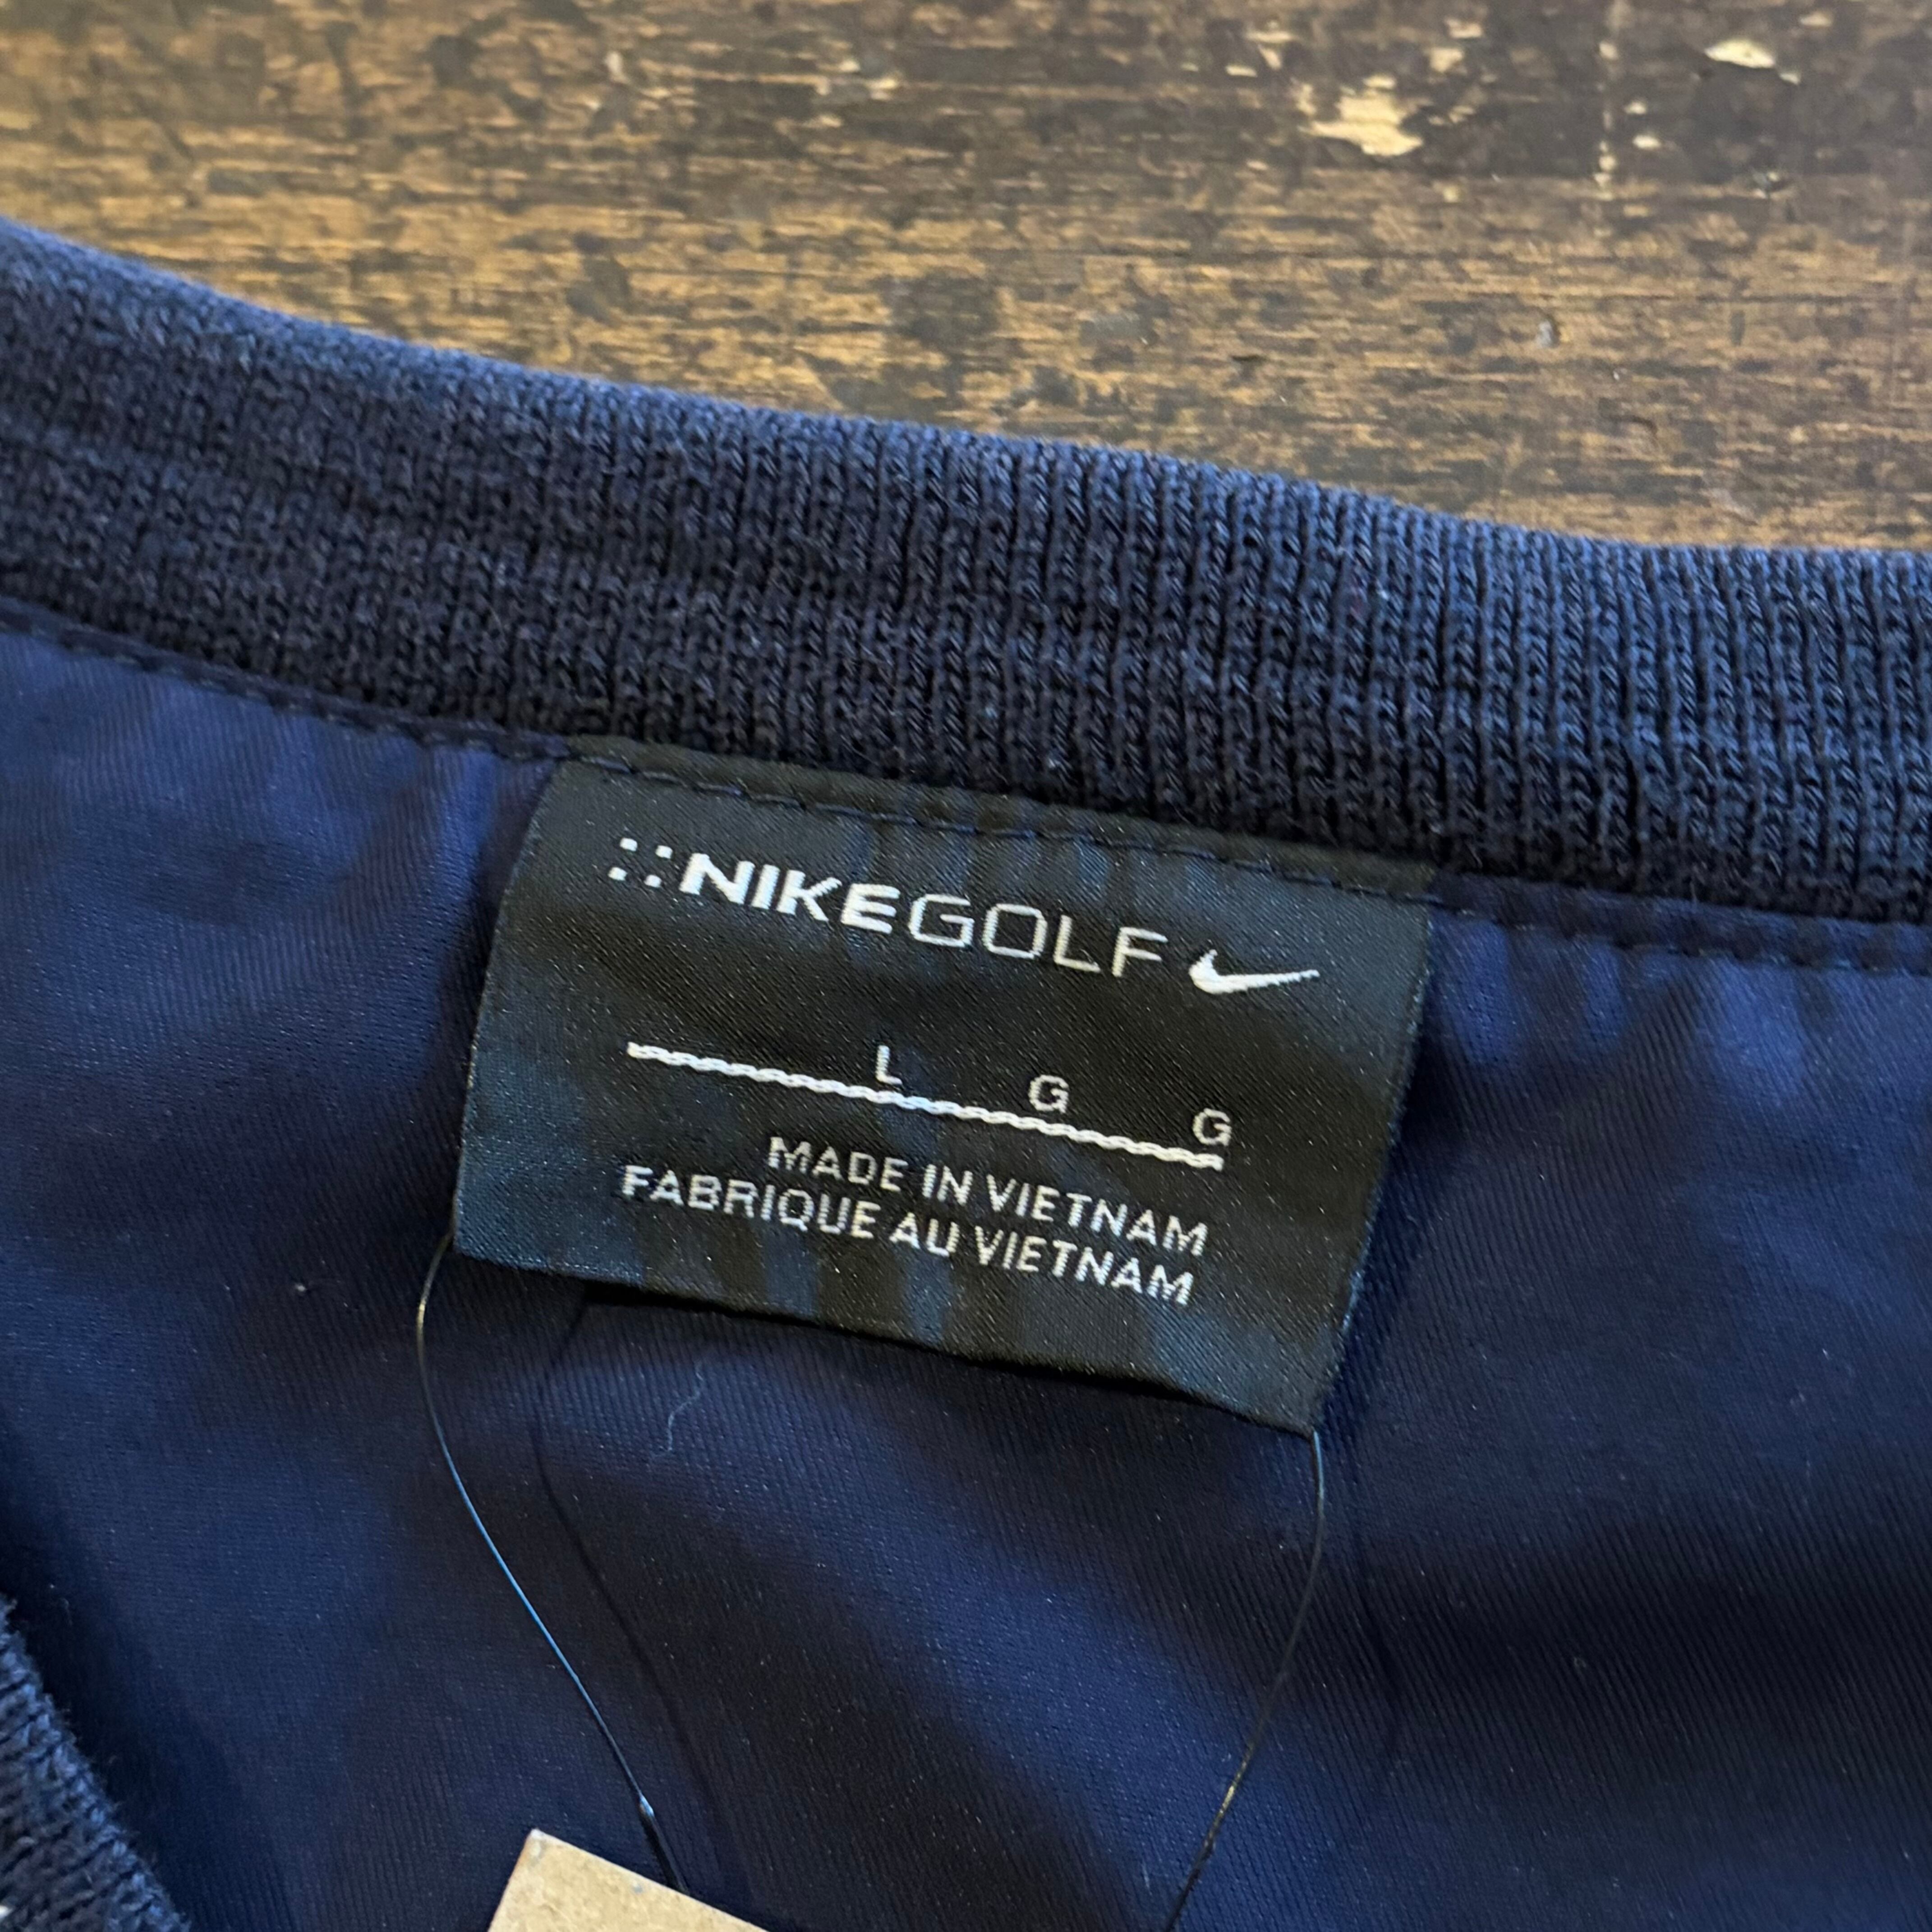 NIKEGOLF
L G G
MADE IN VIETNAM
FABRIQUE AU VIETNAM